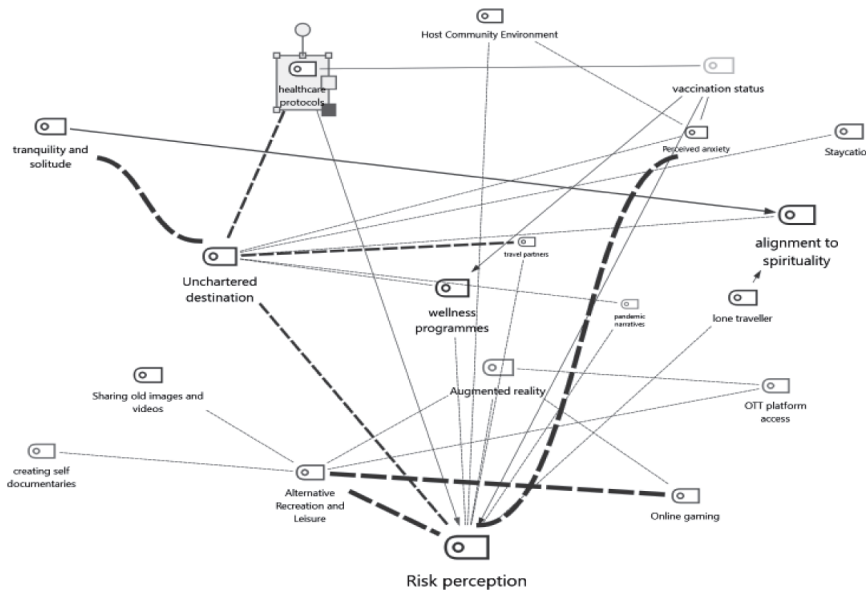 Host Community Environment
healthcare
protocols
vaccination status
tranquility and
solitude
Perceived anxiety
Staycatio
alignment to
spirituality
travel partners
Unchartered
destination
wellness
programmes
pandemic
narratives
lone traveller
Sharing old images and
videos
Augmented reality
OTT platform
access
creating self
documentaries
Alternative
Recreation and
Leisure
Online gaming
Risk perception